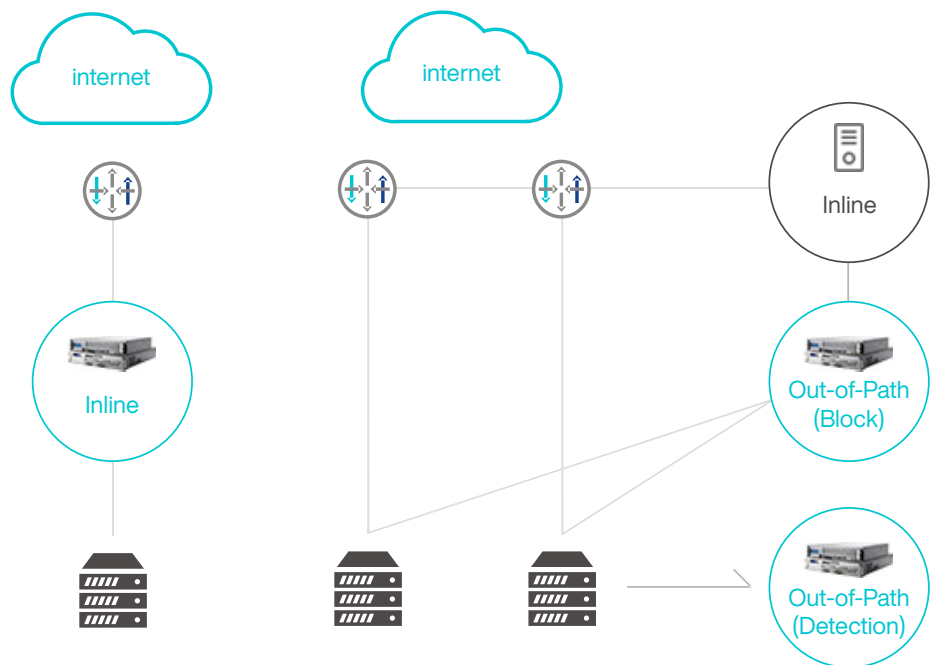 internet
internet
Inline
Inline
Out-of-Path
(Block)
Out-of-Path
(Detection)